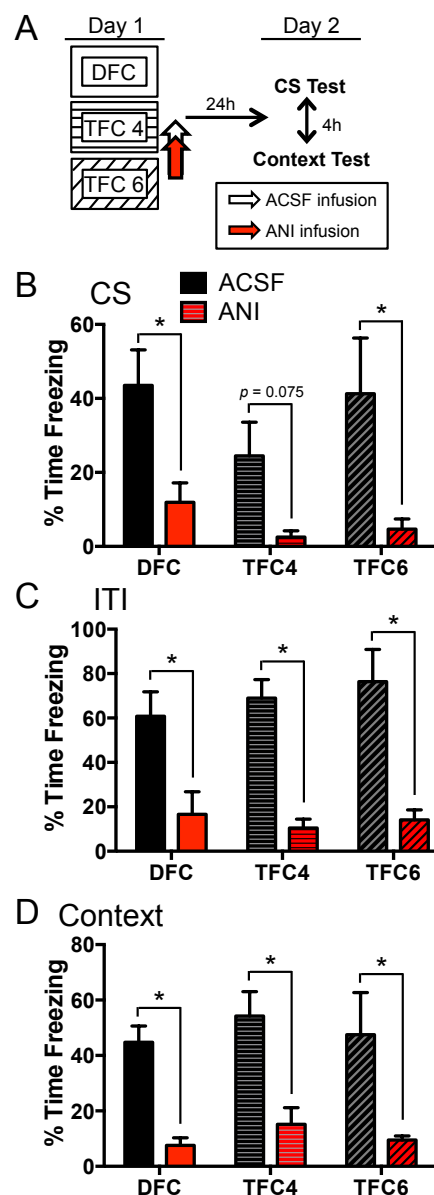 A
Day 1
Day 2
DFC
TFC 4
TFC 6
24h
CS Test
4h
Context Test
ACSF infusion
ANI infusion
B
CS
ACSF
ANI
% Time Freezing
60
40
20
0
*
p = 0.075
*
DFC
TFC4
TFC6
C
ITI
% Time Freezing
100
80
60
40
20
0
*
*
*
DFC
TFC4
TFC6
D
Context
% Time Freezing
80
60
40
20
0
*
*
*
DFC
TFC4
TFC6